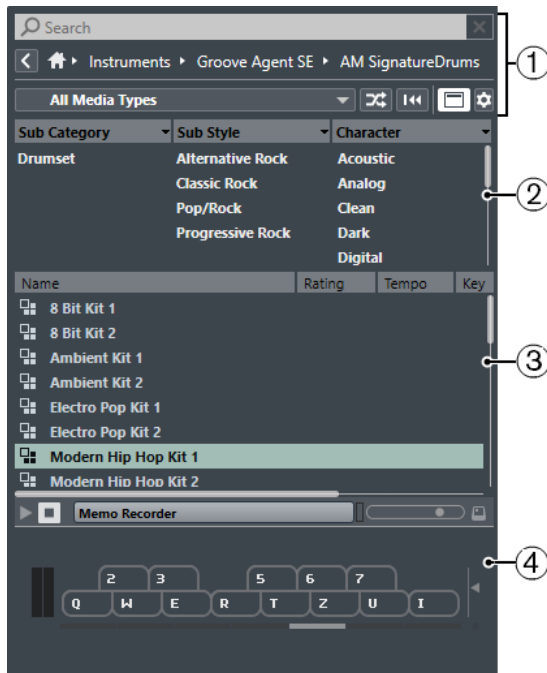 Search
Instruments Groove Agent SE AM SignatureDrums
1
All Media Types
Sub Category Sub Style Character
2
Drumset Alternative Rock Acoustic
Classic Rock Analog
Pop/Rock Clean
Progressive Rock Dark
Digital
Name Rating Tempo Key
8 Bit Kit 1
8 Bit Kit 2
Ambient Kit 1
3
Ambient Kit 2
Electro Pop Kit 1
Electro Pop Kit 2
Modern Hip Hop Kit 1
Modern Hip Hop Kit 2
Memo Recorder
4
2 3 5 6 7
Q W E R T Z U I